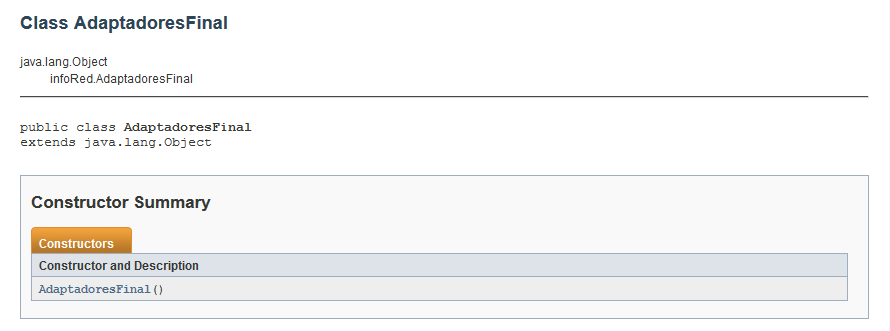 Class AdaptadoresFinal
java.lang.Object
infoRed.AdaptadoresFinal
public class AdaptadoresFinal
extends java.lang.Object
Constructor Summary
Constructors
Constructor and Description
AdaptadoresFinal()